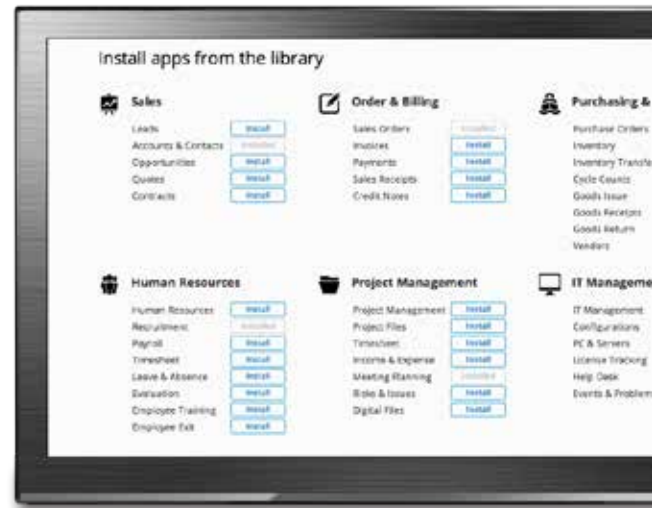 Install apps from the library
Sales
Leads Install
Accounts & Contacts Installed
Opportunities Install
Quotes Install
Contracts Install
Order & Billing
Sales Orders Installed
Invoices Install
Payments Install
Sales Receipts Install
Credit Notes Install
Purchasing &
Purchase Orders
Inventory
Inventory Transfe
Cycle Counts
Goods Issue
Goods Receipts
Goods Return
Vendors
Human Resources
Human Resources Install
Recruitment Installed
Payroll Install
Timesheet Install
Leave & Absence Install
Evaluation Install
Employee Training Install
Employee Exit Install
Project Management
Project Management Install
Project Files Install
Timesheet Install
Income & Expense Install
Meeting Planning Installed
Risks & Issues Install
Digital Files Install
IT Manageme
IT Management
Configurations
PC & Servers
License Tracking
Help Desk
Events & Problem